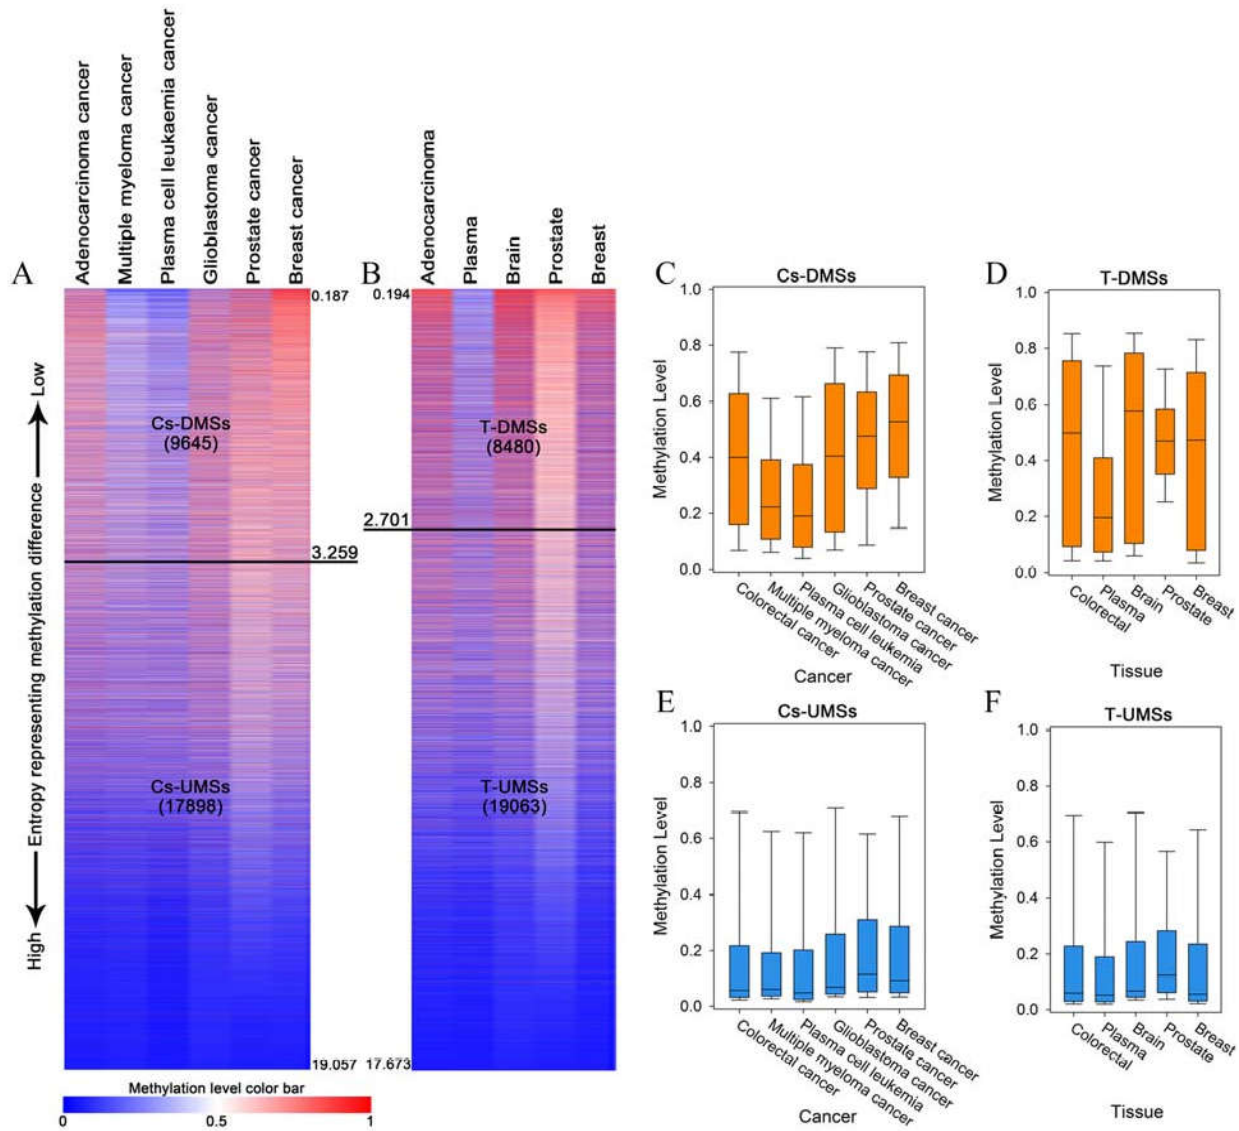 A
Adenocarcinoma cancer
Multiple myeloma cancer
Plasma cell leukaemia cancer
Glioblastoma cancer
Prostate cancer
Breast cancer
High
Entropy representing methylation difference
Low
0.187
Cs-DMSs
(9645)
3.259
Cs-UMSs
(17898)
19.057
Methylation level color bar
0
0.5
1
B
Adenocarcinoma
Plasma
Brain
Prostate
Breast
0.194
T-DMSs
(8480)
2.701
T-UMSs
(19063)
17.673
C
Cs-DMSs
Methylation Level
1.0
0.8
0.6
0.4
0.2
0.0
Colorectal cancer
Multiple myeloma cancer
Plasma cell leukemia
Glioblastoma cancer
Prostate cancer
Breast cancer
Cancer
D
T-DMSs
Methylation Level
1.0
0.8
0.6
0.4
0.2
0.0
Colorectal
Plasma
Brain
Prostate
Breast
Tissue
E
Cs-UMSs
Methylation Level
1.0
0.8
0.6
0.4
0.2
0.0
Colorectal cancer
Multiple myeloma cancer
Plasma cell leukemia
Glioblastoma cancer
Prostate cancer
Breast cancer
Cancer
F
T-UMSs
Methylation Level
1.0
0.8
0.6
0.4
0.2
0.0
Colorectal
Plasma
Brain
Prostate
Breast
Tissue